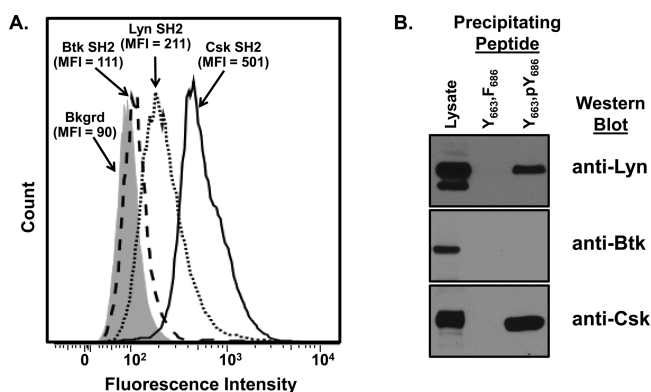 A.
Lyn SH2
(MFI = 211)
Btk SH2
(MFI = 111)
Csk SH2
(MFI = 501)
Bkgrd
(MFI = 90)
Count
0 10² 10³ 10⁴
Fluorescence Intensity
B.
Precipitating
Peptide
Lysate
Y₆₆₃,F₆₈₆
Y₆₆₃,pY₆₈₆
Western
Blot
anti-Lyn
anti-Btk
anti-Csk